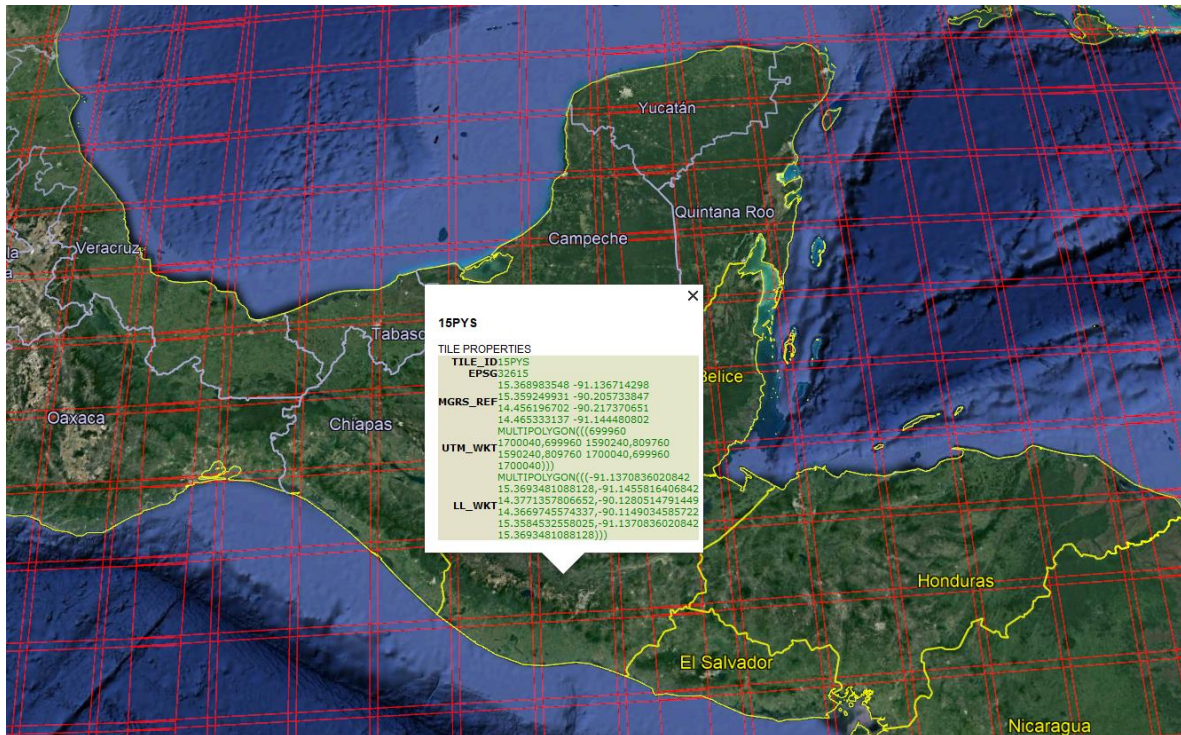 Yucatán
Quintana Roo
Campeche
Veracruz
la
a
Tabasc
Belice
Oaxaca
Chiapas
×
15PYS
TILE PROPERTIES
TILE_ID 15PYS
EPSG 32615
15.368983548 -91.136714298
MGRS_REF 15.359249931 -90.205733847
14.456196702 -90.217370651
14.465333137 -91.144480802
MULTIPOLYGON(((699960
UTM_WKT 1700040,699960 1590240,809760
1590240,809760 1700040,699960
1700040)))
MULTIPOLYGON(((-91.1370836020842
15.3693481088128,-91.1455816406842
LL_WKT 14.3771357806652,-90.1280514791449
14.3669745574337,-90.1149034585722
15.3584532558025,-91.1370836020842
15.3693481088128)))
Honduras
El Salvador
Nicaragua